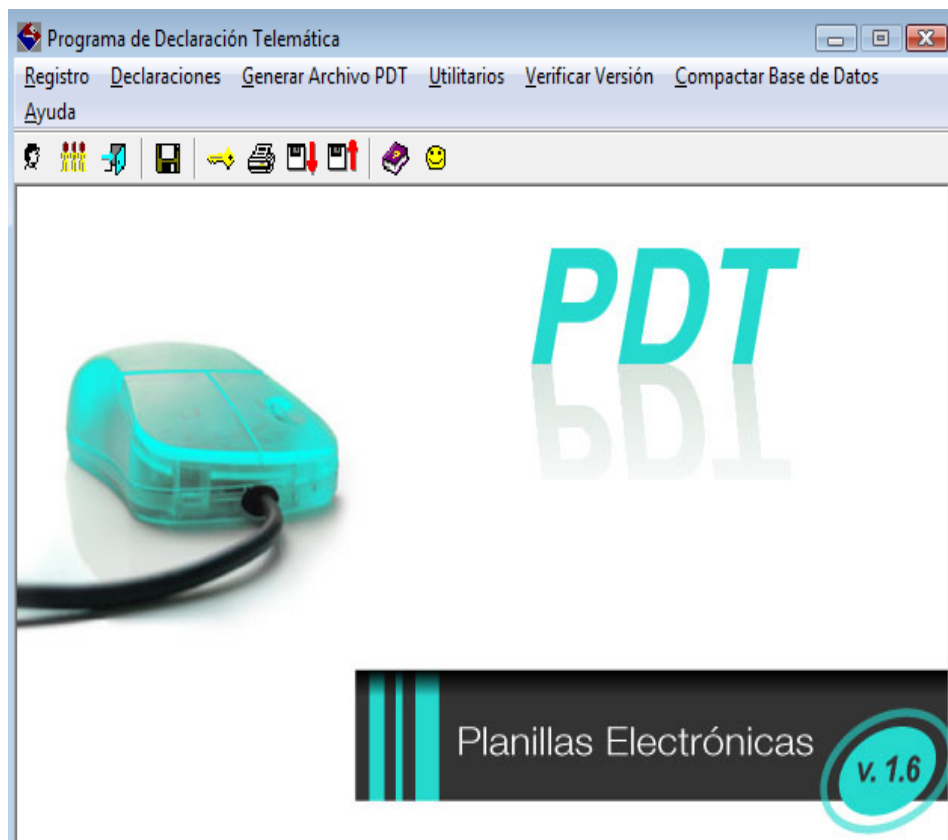 Programa de Declaración Telemática
Registro Declaraciones Generar Archivo PDT Utilitarios Verificar Versión Compactar Base de Datos
Ayuda
PDT
Planillas Electrónicas
v. 1.6